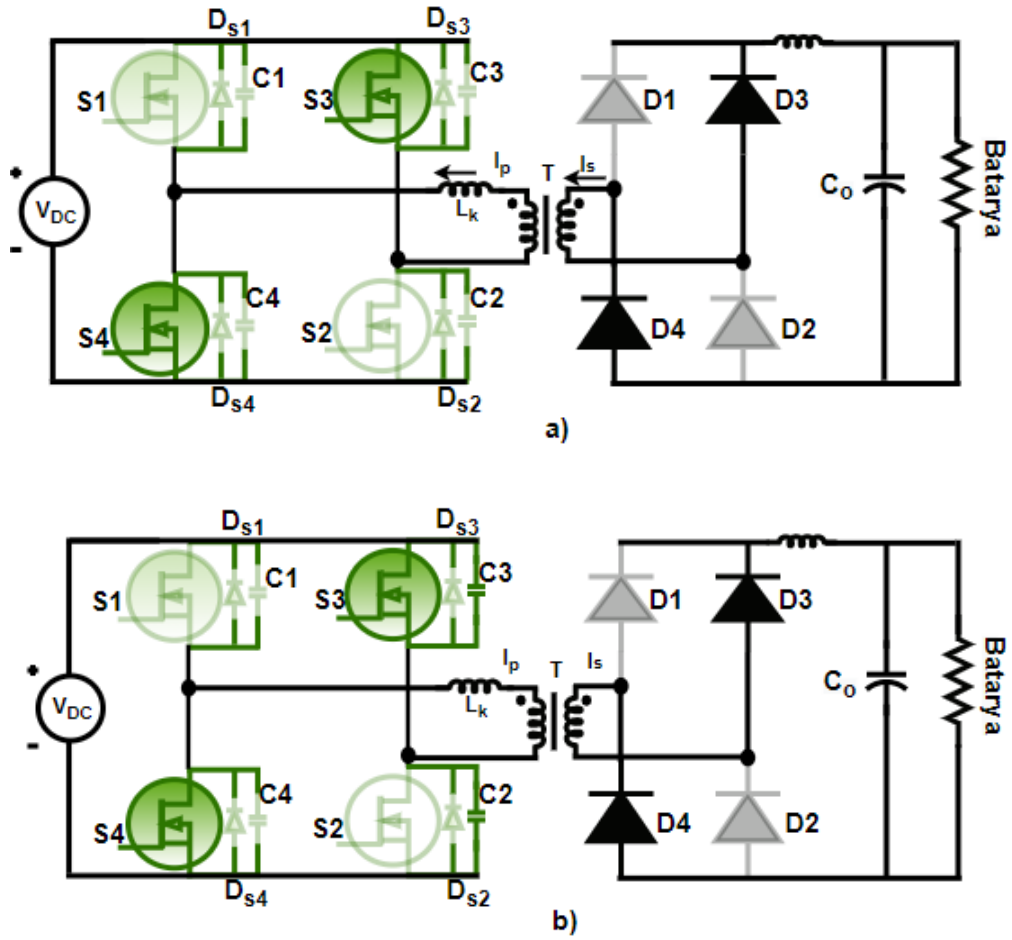 Ds1
Ds3
C1
C3
S1
S3
D1
D3
+
VDC
-
Ip
T
Is
Lk
Co
Batarya
C4
C2
S4
S2
D4
D2
Ds4
Ds2
a)
Ds1
Ds3
C1
C3
S1
S3
D1
D3
+
VDC
-
Ip
T
Is
Lk
Co
Batarya
C4
C2
S4
S2
D4
D2
Ds4
Ds2
b)